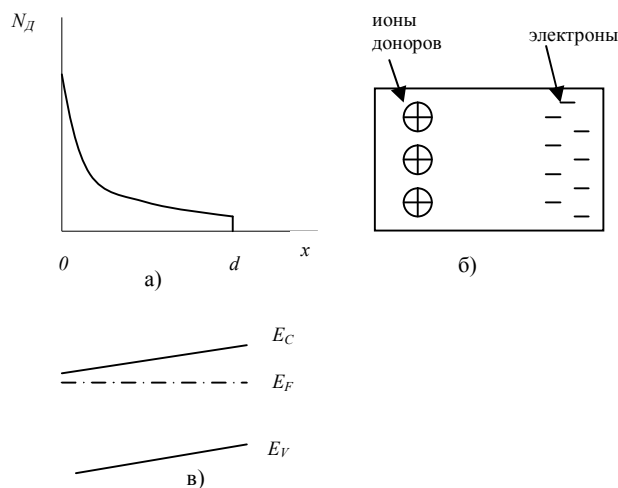 N_Д
ионы
доноров
электроны
0
d
x
а)
б)
E_C
E_F
E_V
в)